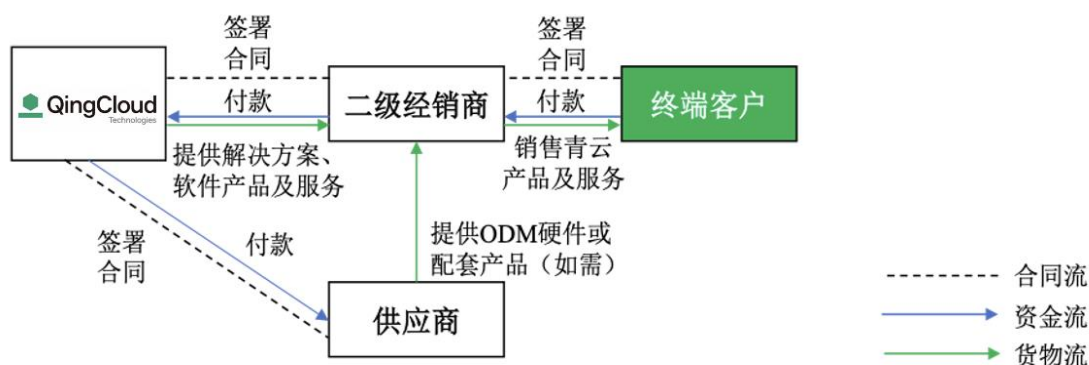 签署
合同
签署
合同
QingCloud
Technologies
付款
二级经销商
付款
终端客户
提供解决方案、
软件产品及服务
销售青云
产品及服务
签署
合同
付款
提供ODM硬件或
配套产品（如需）
供应商
合同流
资金流
货物流